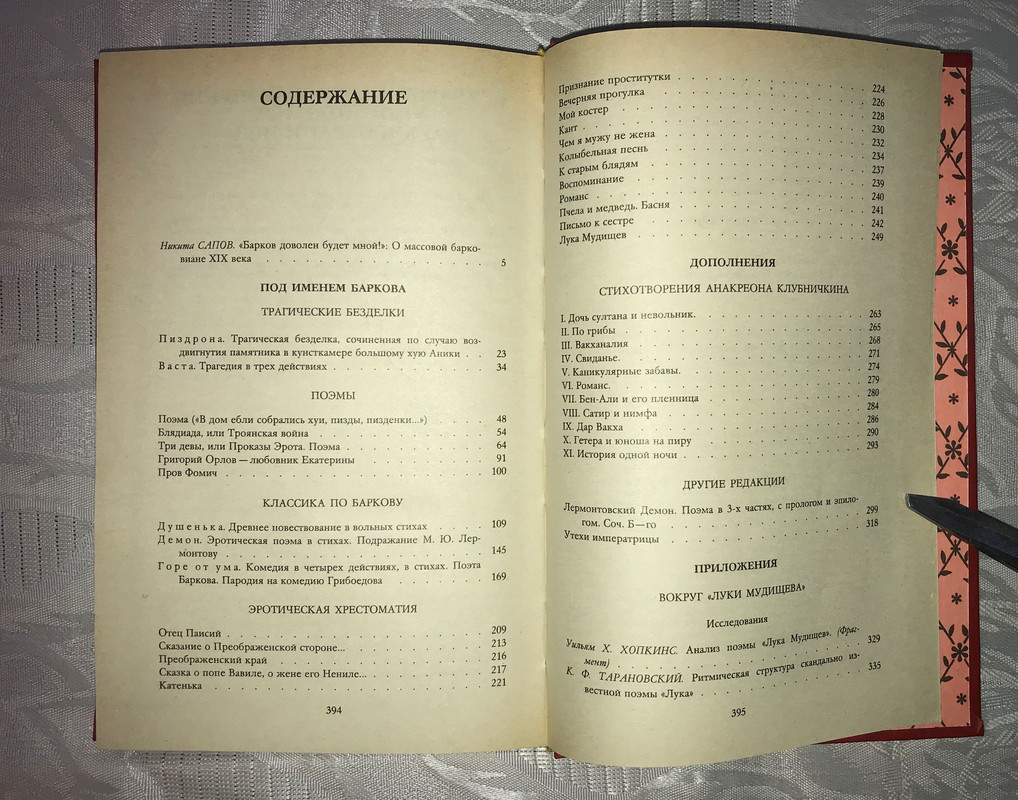 СОДЕРЖАНИЕ
Никита САПОВ. «Барков доволен будет мной!»: О массовой барко-
виане XIX века . . . . . . . . . . . . . . . . 5
ПОД ИМЕНЕМ БАРКОВА
ТРАГИЧЕСКИЕ БЕЗДЕЛКИ
Пиздрона. Трагическая безделка, сочиненная по случаю воз-
двигнутия памятника в кунсткамере большому хую Аники . . 23
Васта. Трагедия в трех действиях . . . . . . . . . . 34
ПОЭМЫ
Поэма («В дом ебли собрались хуи, пизды, пизденки...») . . . . 48
Блядиада, или Троянская война . . . . . . . . . . . 54
Три девы, или Проказы Эрота. Поэма . . . . . . . . . 64
Григорий Орлов — любовник Екатерины . . . . . . . . 91
Пров Фомич . . . . . . . . . . . . . . . . . 100
КЛАССИКА ПО БАРКОВУ
Душенька. Древнее повествование в вольных стихах . . . . 109
Демон. Эротическая поэма в стихах. Подражание М. Ю. Лер-
монтову . . . . . . . . . . . . . . . . . 145
Горе от ума. Комедия в четырех действиях, в стихах. Поэта
Баркова. Пародия на комедию Грибоедова . . . . . . 169
ЭРОТИЧЕСКАЯ ХРЕСТОМАТИЯ
Отец Паисий . . . . . . . . . . . . . . . . . 209
Сказание о Преображенской стороне... . . . . . . . . . 213
Преображенский край . . . . . . . . . . . . . . 216
Сказка о попе Вавиле, о жене его Нениле... . . . . . . . 217
Катенька . . . . . . . . . . . . . . . . . . 221
394
Признание проститутки . . . . . . . . . . . . . 224
Вечерняя прогулка . . . . . . . . . . . . . . 226
Мой костер . . . . . . . . . . . . . . . . 228
Кант . . . . . . . . . . . . . . . . . . 230
Чем я мужу не жена . . . . . . . . . . . . . 232
Колыбельная песнь . . . . . . . . . . . . . . 234
К старым блядям . . . . . . . . . . . . . . 237
Воспоминание . . . . . . . . . . . . . . . 239
Романс . . . . . . . . . . . . . . . . . 240
Пчела и медведь. Басня . . . . . . . . . . . . 241
Письмо к сестре . . . . . . . . . . . . . . 242
Лука Мудищев . . . . . . . . . . . . . . . 249
ДОПОЛНЕНИЯ
СТИХОТВОРЕНИЯ АНАКРЕОНА КЛУБНИЧКИНА
I. Дочь султана и невольник. . . . . . . . . . . . 263
II. По грибы . . . . . . . . . . . . . . . . 265
III. Вакханалия . . . . . . . . . . . . . . . 268
IV. Свиданье. . . . . . . . . . . . . . . . 271
V. Каникулярные забавы. . . . . . . . . . . . . 274
VI. Романс. . . . . . . . . . . . . . . . . 279
VII. Бен-Али и его пленница . . . . . . . . . . . 280
VIII. Сатир и нимфа . . . . . . . . . . . . . . 284
IX. Дар Вакха . . . . . . . . . . . . . . . 286
X. Гетера и юноша на пиру . . . . . . . . . . . 290
XI. История одной ночи . . . . . . . . . . . . . 293
ДРУГИЕ РЕДАКЦИИ
Лермонтовский Демон. Поэма в 3-х частях, с прологом и эпило-
гом. Соч. Б—го . . . . . . . . . . . . . . 299
Утехи императрицы . . . . . . . . . . . . . . 318
ПРИЛОЖЕНИЯ
ВОКРУГ «ЛУКИ МУДИЩЕВА»
Исследования
Уильям Х. ХОПКИНС. Анализ поэмы «Лука Мудищев». (Фраг-
мент) . . . . . . . . . . . . . . . . . 329
К. Ф. ТАРАНОВСКИЙ. Ритмическая структура скандально из-
вестной поэмы «Лука» . . . . . . . . . . . . 335
395